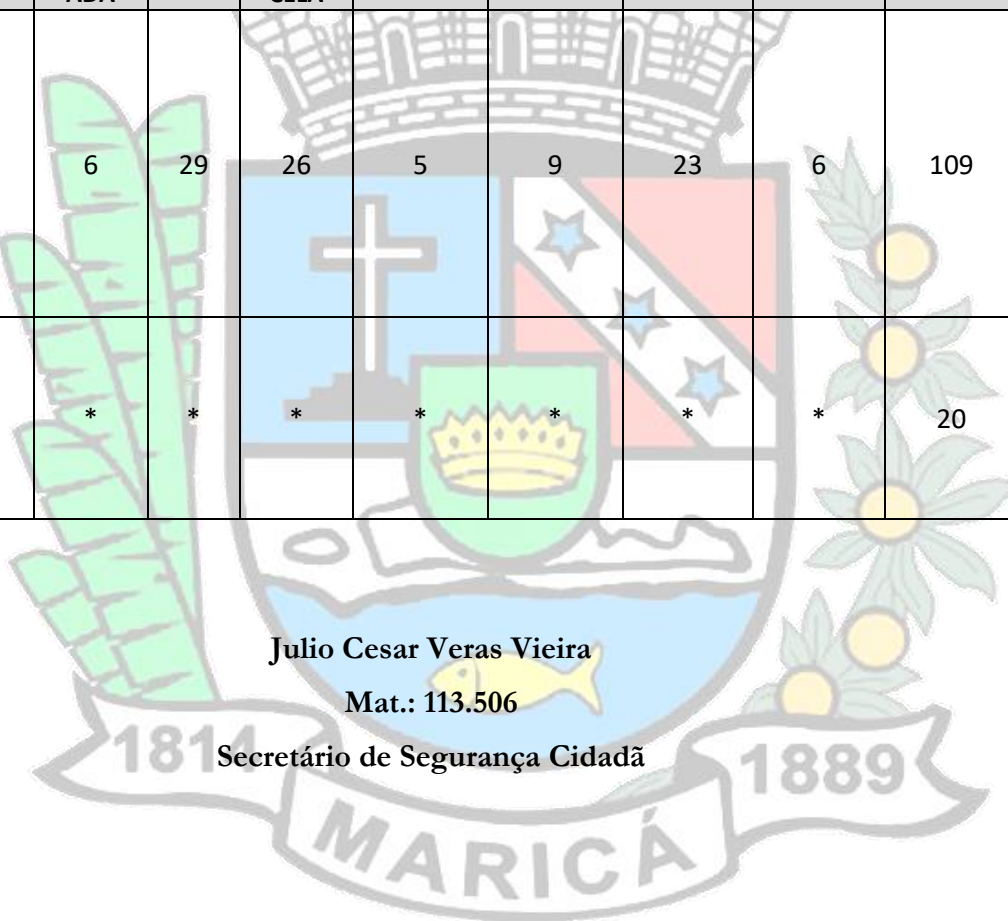 6 29 26 5 9 23 6 109
* * * * * * * 20
Julio Cesar Veras Vieira
Mat.: 113.506
Secretário de Segurança Cidadã
1814 1889
MARICÁ